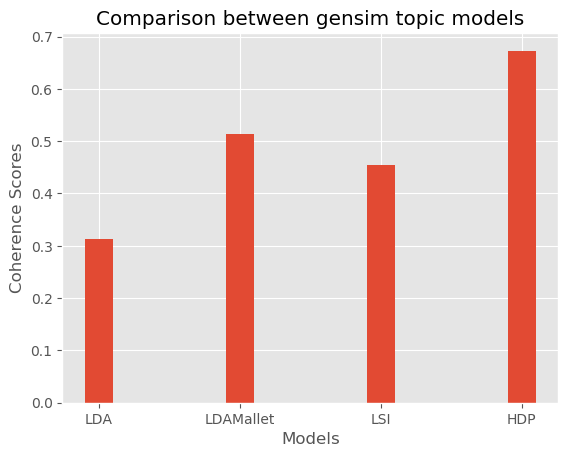 Comparison between gensim topic models
0.7
0.6
0.5
0.4
0.3
0.2
0.1
0.0
Coherence Scores
LDA LDAMallet LSI HDP
Models